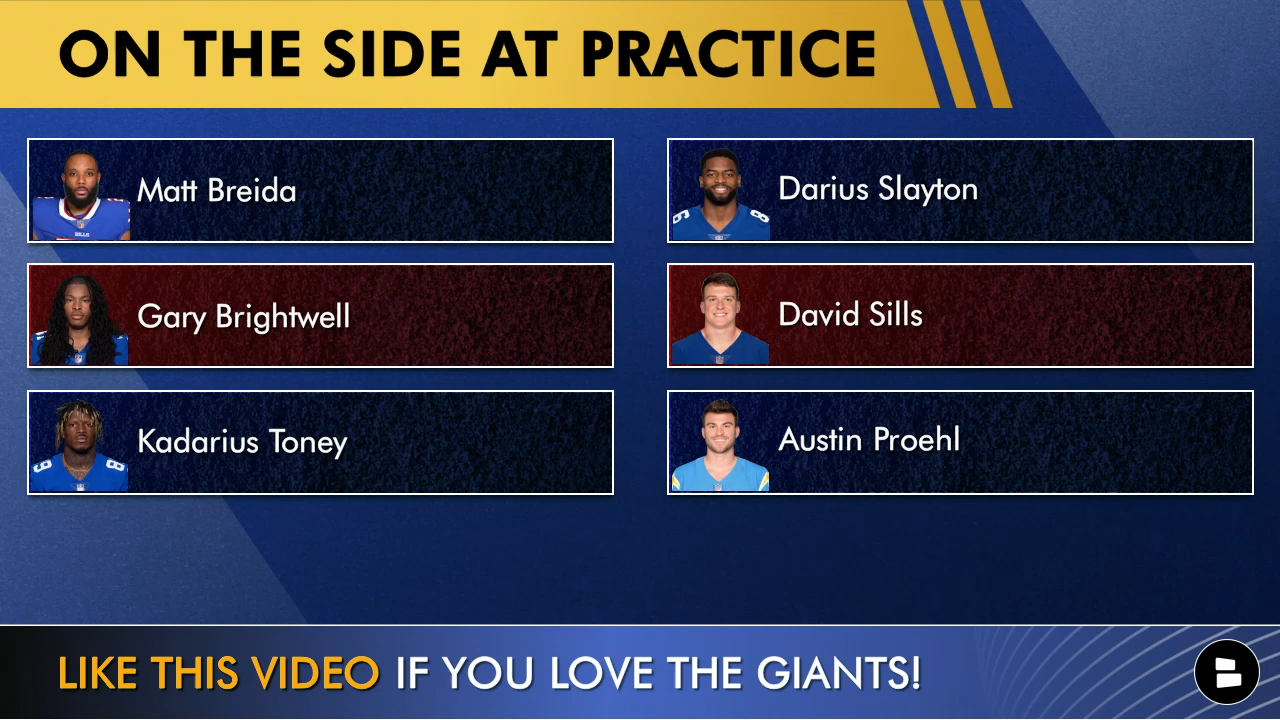 ON THE SIDE AT PRACTICE
Matt Breida
Darius Slayton
Gary Brightwell
David Sills
Kadarius Toney
Austin Proehl
LIKE THIS VIDEO IF YOU LOVE THE GIANTS!